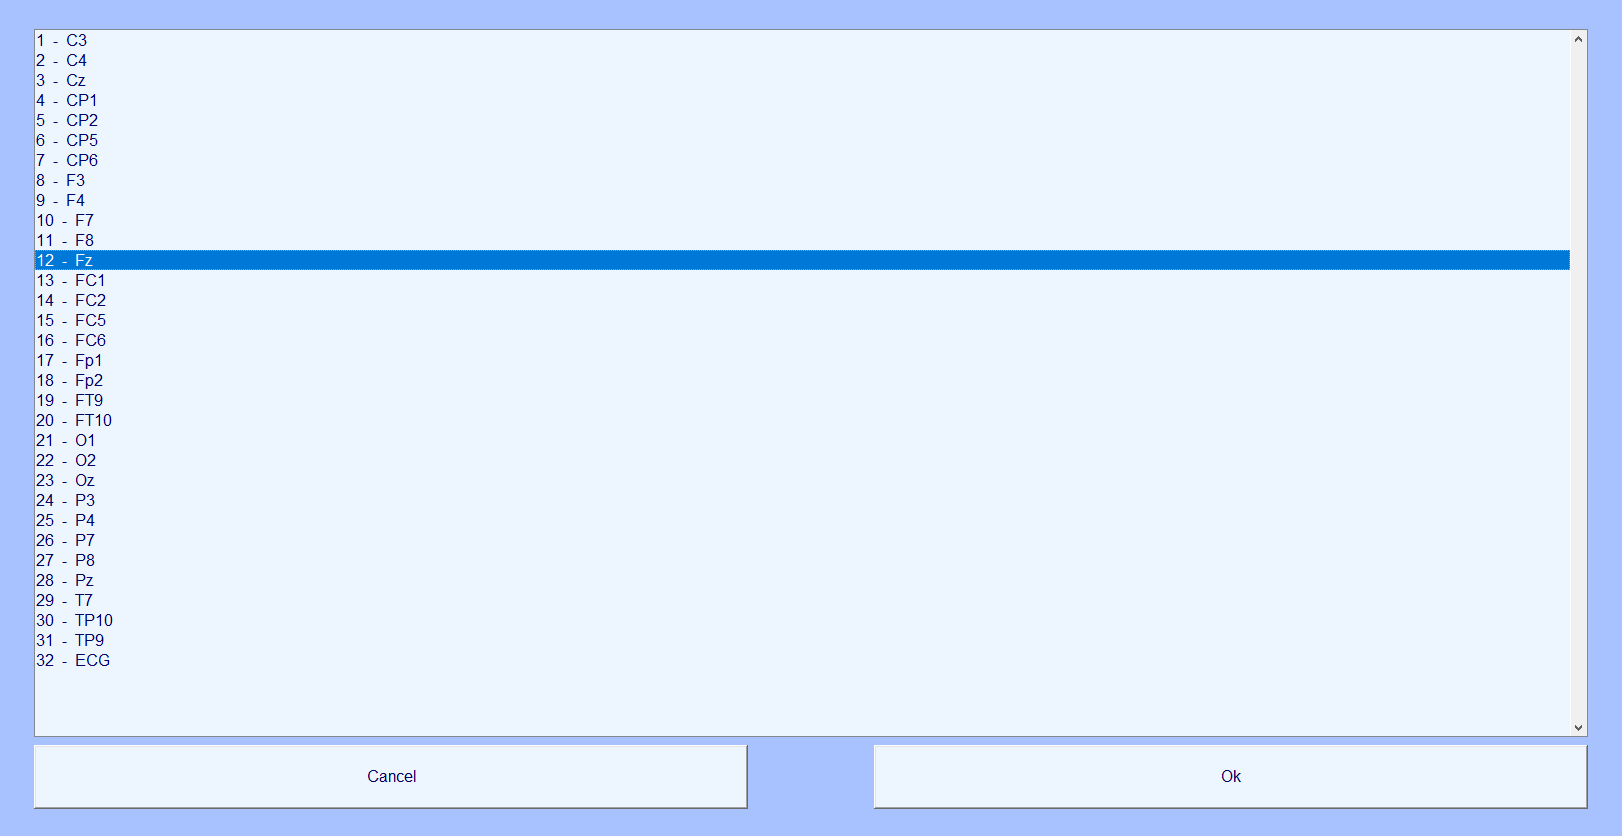 1 - C3
2 - C4
3 - Cz
4 - CP1
5 - CP2
6 - CP5
7 - CP6
8 - F3
9 - F4
10 - F7
11 - F8
12 - Fz
13 - FC1
14 - FC2
15 - FC5
16 - FC6
17 - Fp1
18 - Fp2
19 - FT9
20 - FT10
21 - O1
22 - O2
23 - Oz
24 - P3
25 - P4
26 - P7
27 - P8
28 - Pz
29 - T7
30 - TP10
31 - TP9
32 - ECG
Cancel
Ok